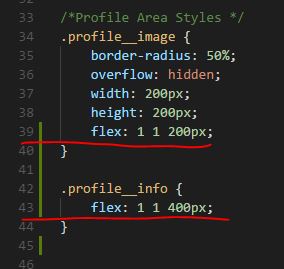 32
33 /*Profile Area Styles */
34 .profile__image {
35 border-radius: 50%;
36 overflow: hidden;
37 width: 200px;
38 height: 200px;
39 flex: 1 1 200px;
40 }
41
42 .profile__info {
43 flex: 1 1 400px;
44 }
45